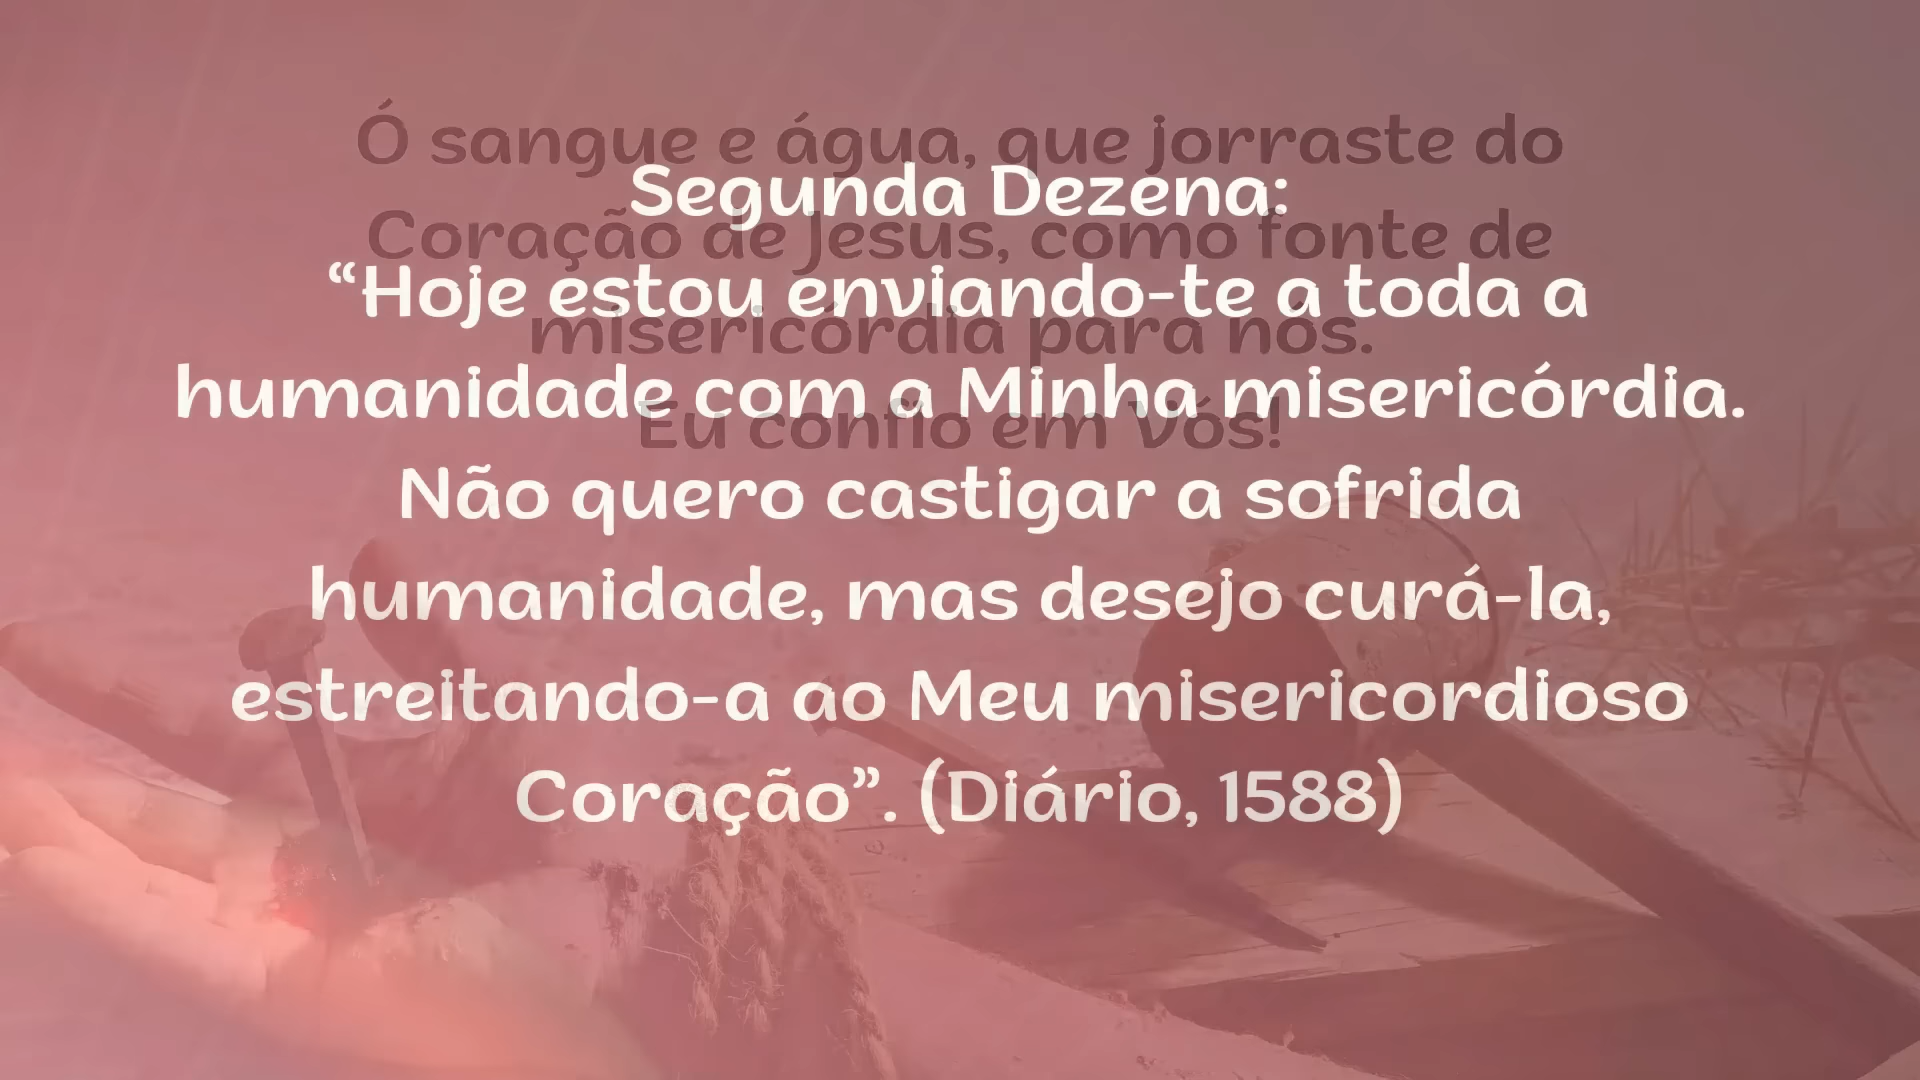 Ó sangue e água, que jorraste do
Coração de Jesus, como fonte de
misericórdia para nós.
Eu confio em Vós!
Segunda Dezena:
“Hoje estou enviando-te a toda a
humanidade com a Minha misericórdia.
Não quero castigar a sofrida
humanidade, mas desejo curá-la,
estreitando-a ao Meu misericordioso
Coração”. (Diário, 1588)